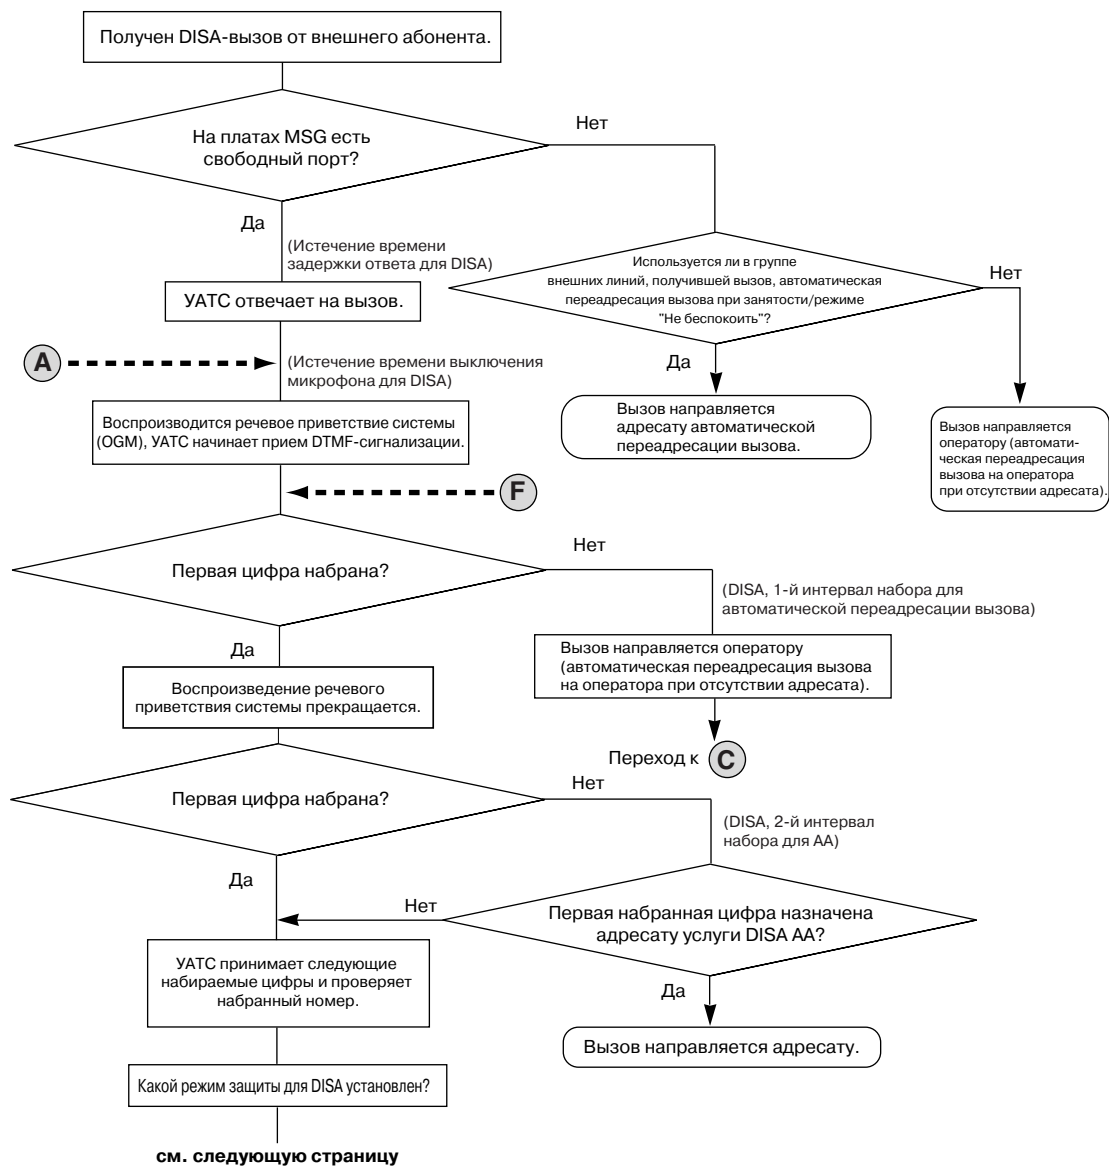 Получен DISA-вызов от внешнего абонента.
На платах MSG есть
свободный порт?
Нет
Да
(Истечение времени
задержки ответа для DISA)
УАТС отвечает на вызов.
Используется ли в группе
внешних линий, получившей вызов, автоматическая
переадресация вызова при занятости/режиме
"Не беспокоить"?
Нет
Да
A
(Истечение времени выключения
микрофона для DISA)
Вызов направляется
адресату автоматической
переадресации вызова.
Вызов направляется
оператору (автомати-
ческая переадресация
вызова на оператора
при отсутствии адресата).
Воспроизводится речевое приветствие системы
(OGM), УАТС начинает прием DTMF-сигнализации.
F
Первая цифра набрана?
Нет
(DISA, 1-й интервал набора для
автоматической переадресации вызова)
Да
Вызов направляется оператору
(автоматическая переадресация вызова
на оператора при отсутствии адресата).
Воспроизведение речевого
приветствия системы прекращается.
Переход к
C
Первая цифра набрана?
Нет
(DISA, 2-й интервал
набора для AA)
Да
Нет
Первая набранная цифра назначена
адресату услуги DISA AA?
УАТС принимает следующие
набираемые цифры и проверяет
набранный номер.
Да
Вызов направляется адресату.
Какой режим защиты для DISA установлен?
см. следующую страницу